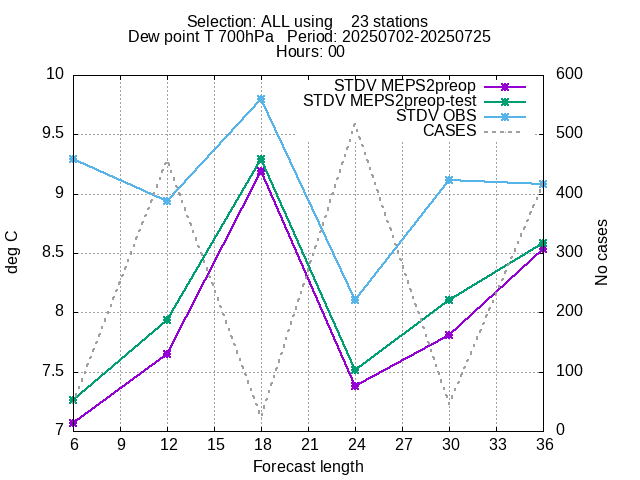 Selection: ALL using    23 stations
Dew point T 700hPa   Period: 20250702-20250725
Hours: 00
STDV MEPS2preop
STDV MEPS2preop-test
STDV OBS
CASES
10
9.5
9
8.5
8
7.5
7
deg C
600
500
400
300
200
100
0
No cases
6 9 12 15 18 21 24 27 30 33 36
Forecast length